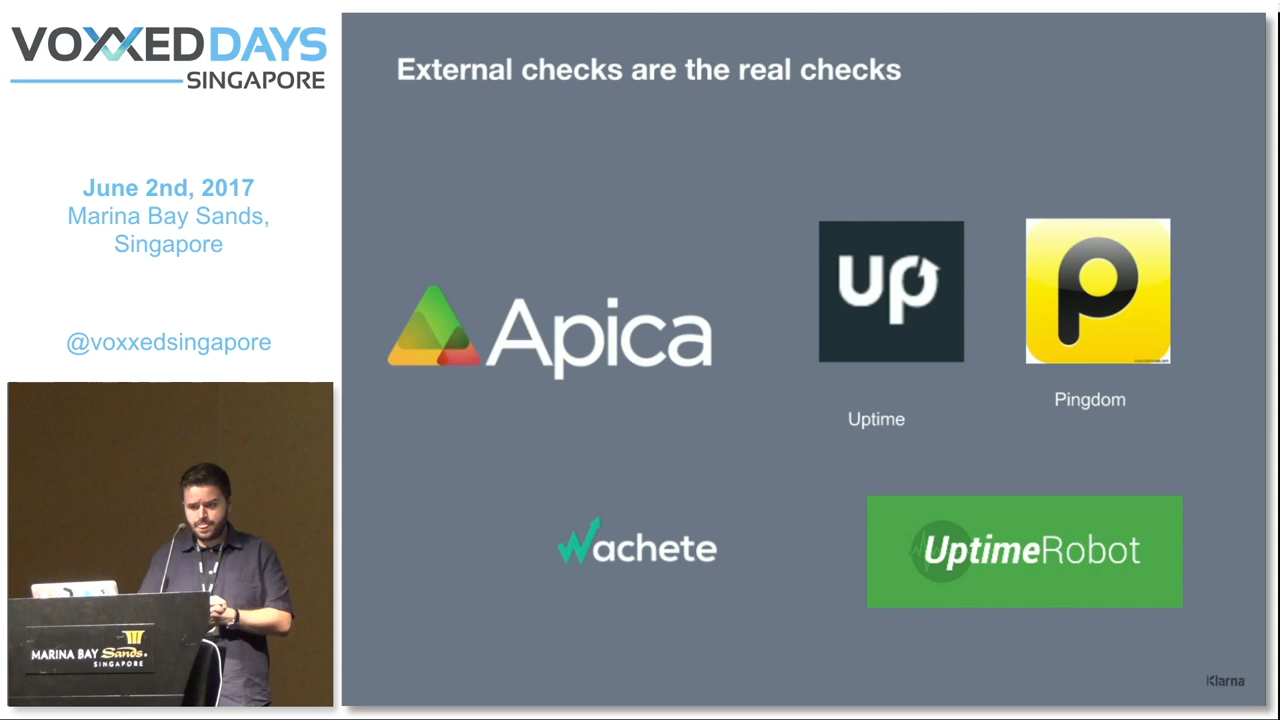 VOXXED DAYS
SINGAPORE
June 2nd, 2017
Marina Bay Sands,
Singapore
@voxxedsingapore
MARINA BAY Sands.
SINGAPORE
External checks are the real checks
Apica
up
Uptime
p
Pingdom
Wachete
UptimeRobot
Klarna